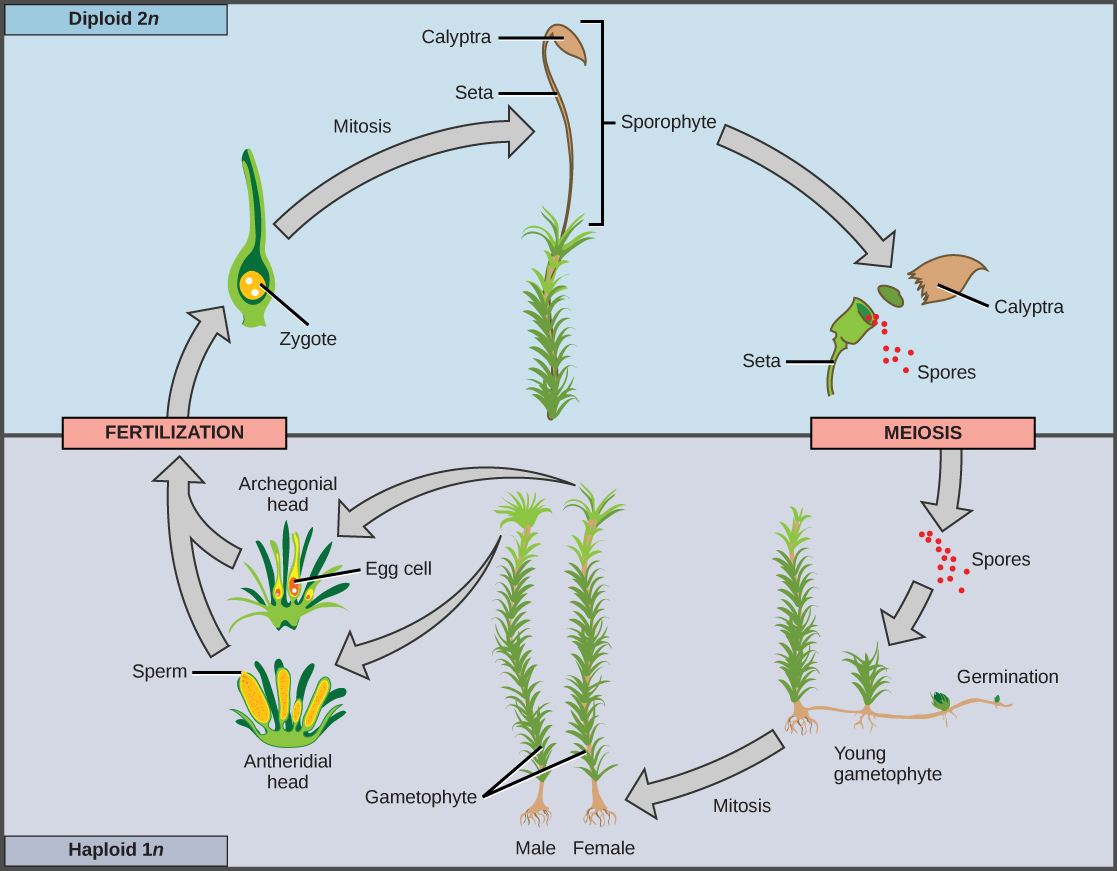 Diploid 2n
Calyptra
Seta
Sporophyte
Mitosis
Zygote
Calyptra
Seta
Spores
FERTILIZATION
MEIOSIS
Archegonial
head
Egg cell
Spores
Sperm
Germination
Antheridial
head
Young
gametophyte
Gametophyte
Mitosis
Male
Female
Haploid 1n